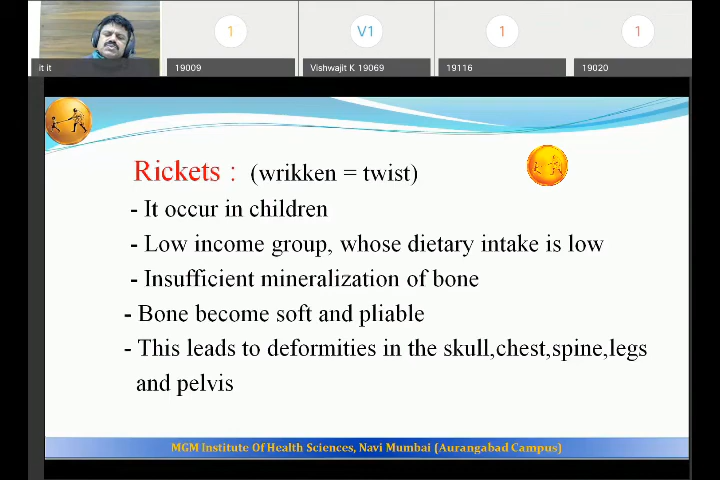 1
V1
1
1
it it
19009
Vishwajit K 19069
19116
19020
Rickets : (wrikken = twist)
- It occur in children
- Low income group, whose dietary intake is low
- Insufficient mineralization of bone
- Bone become soft and pliable
- This leads to deformities in the skull,chest,spine,legs
and pelvis
MGM Institute Of Health Sciences, Navi Mumbai (Aurangabad Campus)